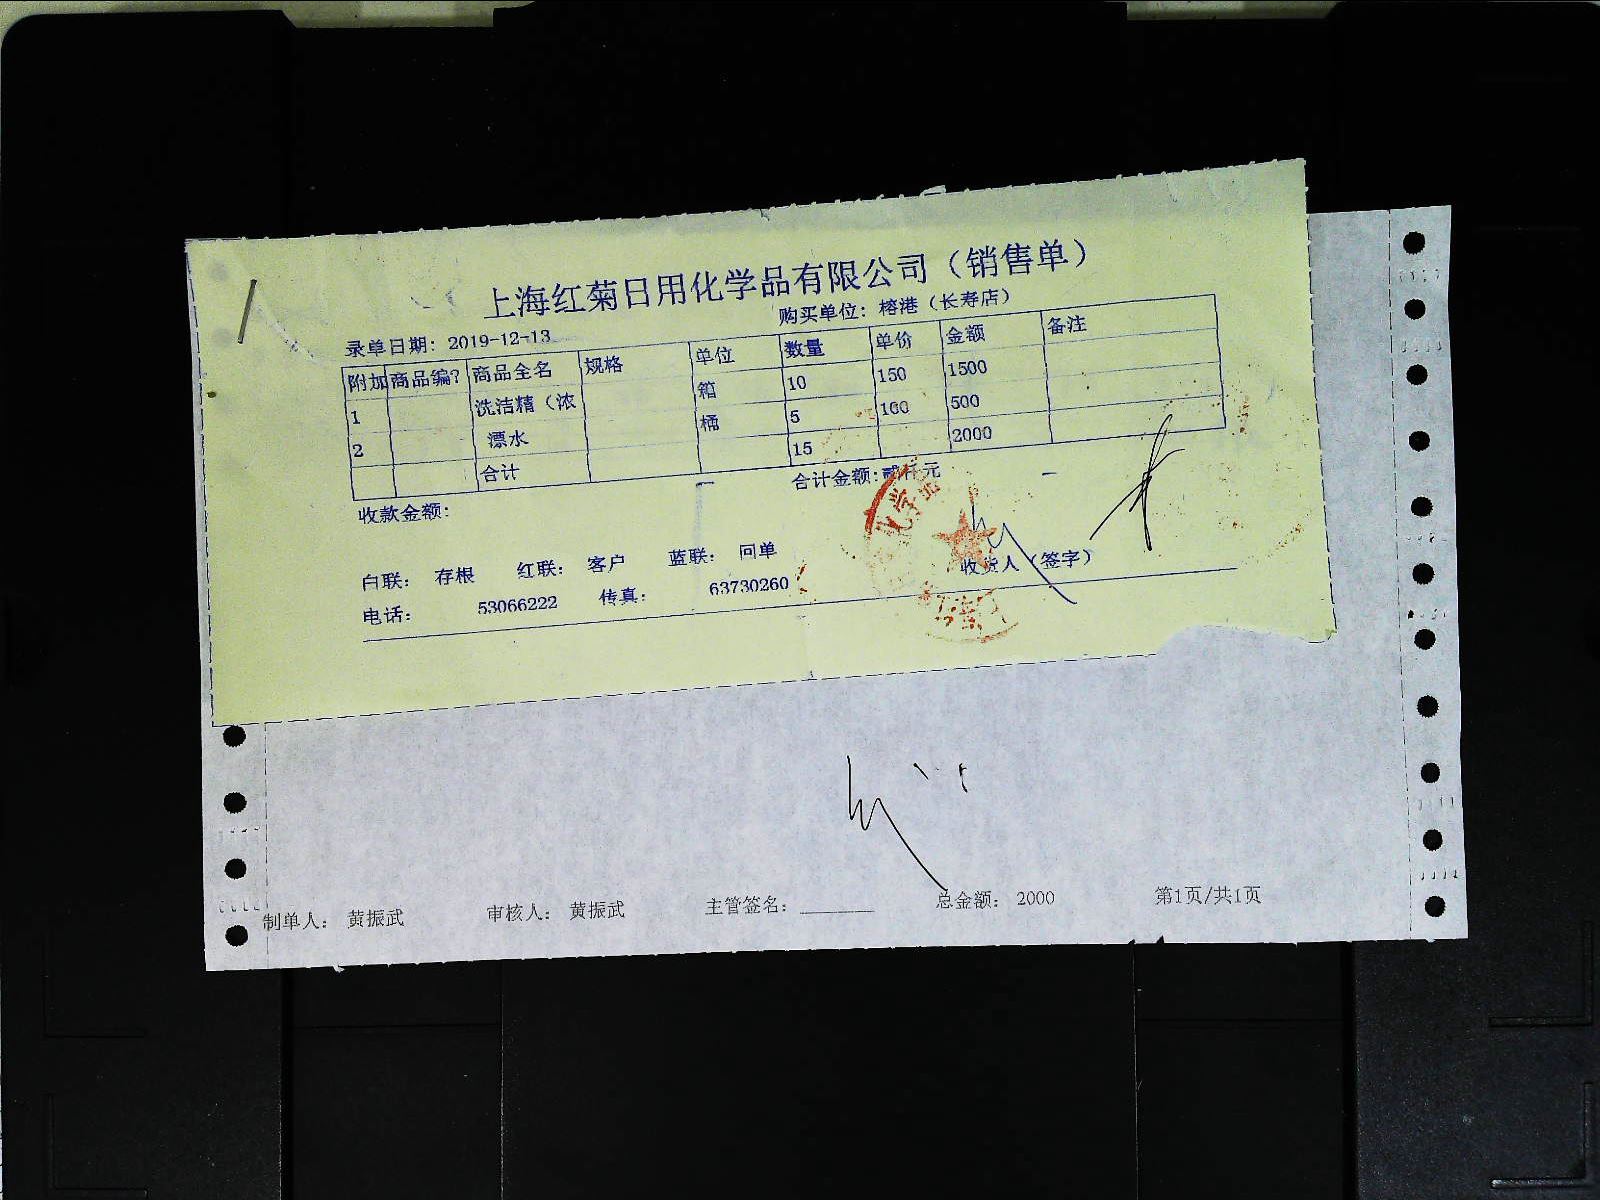 上海红菊日用化学品有限公司（销售单）
录单日期： 2019-12-13 购买单位：榕港（长寿店）
附加 商品编? 商品全名 规格 单位 数量 单价 金额 备注
1 洗洁精（浓 箱 10 150 1500
2 漂水 桶 5 100 500
合计 15 2000
收款金额： 合计金额:贰仟元
白联： 存根 红联： 客户 蓝联： 回单 收货人（签字）
电话： 53066222 传真： 63730260
化学品
制单人： 黄振武 审核人： 黄振武 主管签名：_______ 总金额： 2000 第1页/共1页